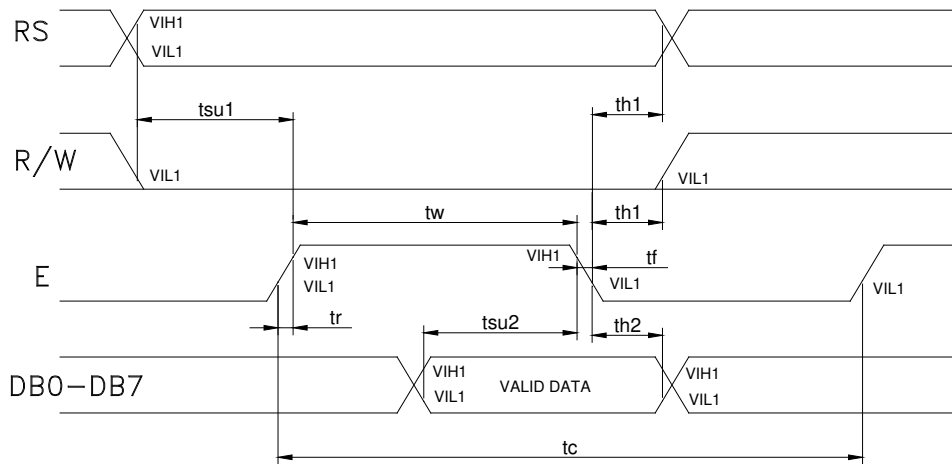 RS
VIH1
VIL1
tsu1
th1
R/W
VIL1
VIL1
tw
th1
E
VIH1
VIL1
VIH1
tf
VIL1
VIL1
tr
tsu2
th2
DB0-DB7
VIH1
VIL1
VALID DATA
VIH1
VIL1
tc